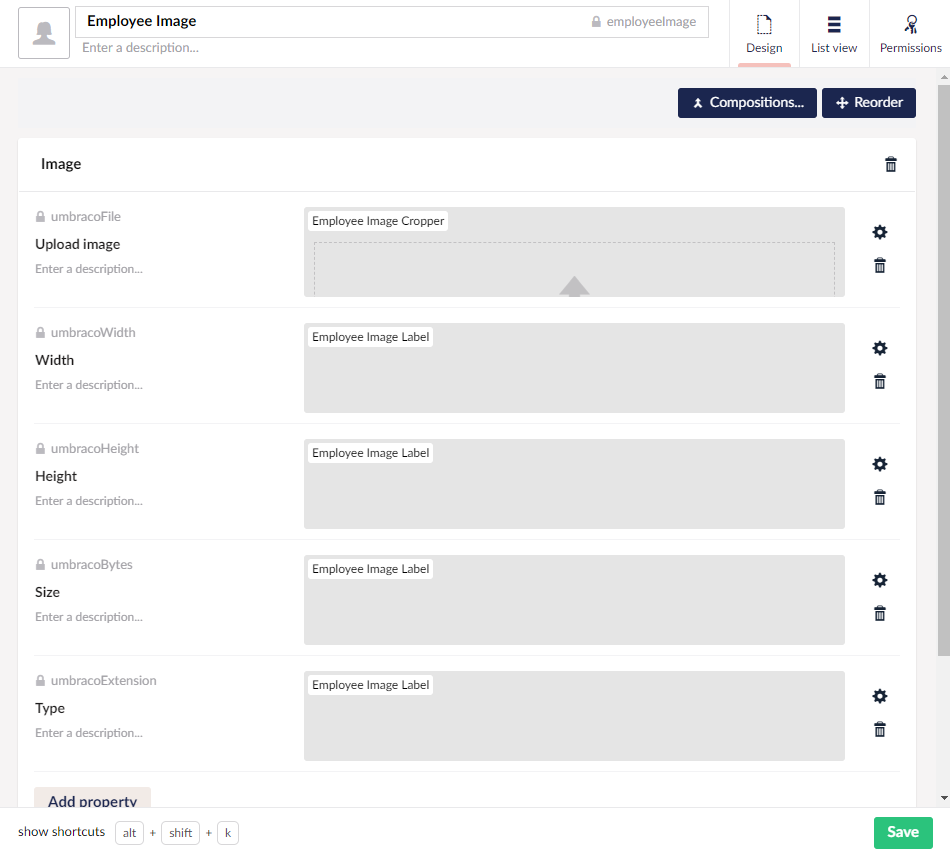 Employee Image
employeeImage
Enter a description...
Design
List view
Permissions
Compositions...
Reorder
Image
umbracoFile
Upload image
Enter a description...
Employee Image Cropper
umbracoWidth
Width
Enter a description...
Employee Image Label
umbracoHeight
Height
Enter a description...
Employee Image Label
umbracoBytes
Size
Enter a description...
Employee Image Label
umbracoExtension
Type
Enter a description...
Employee Image Label
Add property
show shortcuts alt + shift + k
Save